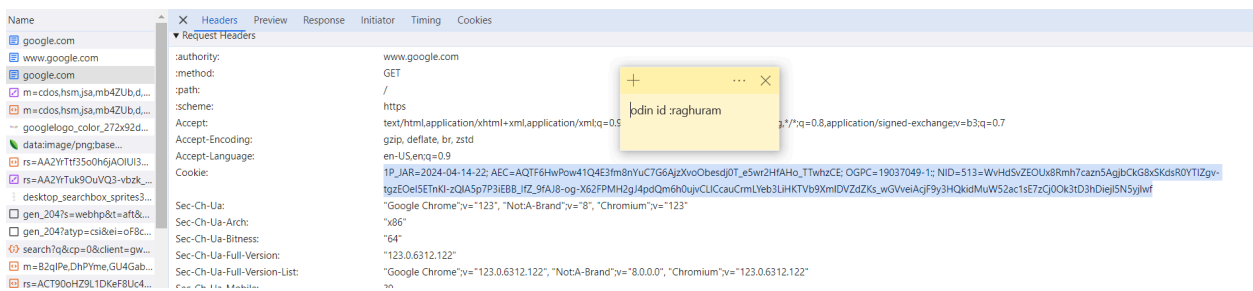 Name
google.com
www.google.com
google.com
m=cdos,hsm,jsa,mb4ZUb,d,...
m=cdos,hsm,jsa,mb4ZUb,d,...
googlelogo_color_272x92d...
data:image/png;base...
rs=AA2YrTtf35o0h6jAOIUI3...
rs=AA2YrTuk9OuVQ3-vbzk_...
desktop_searchbox_sprites3...
gen_204?s=webhp&t=aft&...
gen_204?atyp=csi&ei=oF8c...
search?q&cp=0&client=gw...
m=B2qlPe,DhPYme,GU4Gab...
rs=ACT90oHZ9L1DKeF8Uc4...
Headers Preview Response Initiator Timing Cookies
Request Headers
:authority: www.google.com
:method: GET
:path: /
:scheme: https
Accept: text/html,application/xhtml+xml,application/xml;q=0.9 ,*/*;q=0.8,application/signed-exchange;v=b3;q=0.7
Accept-Encoding: gzip, deflate, br, zstd
Accept-Language: en-US,en;q=0.9
Cookie: 1P_JAR=2024-04-14-22; AEC=AQTF6HwPow41Q4E3fm8nYuC7G6AjzXvoObesdj0T_e5wr2HfAHo_TTwhzCE; OGPC=19037049-1:; NID=513=WvHdSvZEOUx8Rmh7cazn5AgjbCkG8xSKdsR0YTIZgv-
tgzEOeI5ETnKI-zQIA5p7P3iEBB_IfZ_9fAJ8-og-X62FPMH2gJ4pdQm6h0ujvCLlCcauCrmLYeb3LiHKTVb9XmIDVZdZKs_wGVveiAcjF9y3HQkidMuW52ac1sE7zCj0Ok3tD3hDiejI5N5yjIwf
Sec-Ch-Ua: "Google Chrome";v="123", "Not:A-Brand";v="8", "Chromium";v="123"
Sec-Ch-Ua-Arch: "x86"
Sec-Ch-Ua-Bitness: "64"
Sec-Ch-Ua-Full-Version: "123.0.6312.122"
Sec-Ch-Ua-Full-Version-List: "Google Chrome";v="123.0.6312.122", "Not:A-Brand";v="8.0.0.0", "Chromium";v="123.0.6312.122"
Sec-Ch-Ua-Mobile: ?0
odin id :raghuram